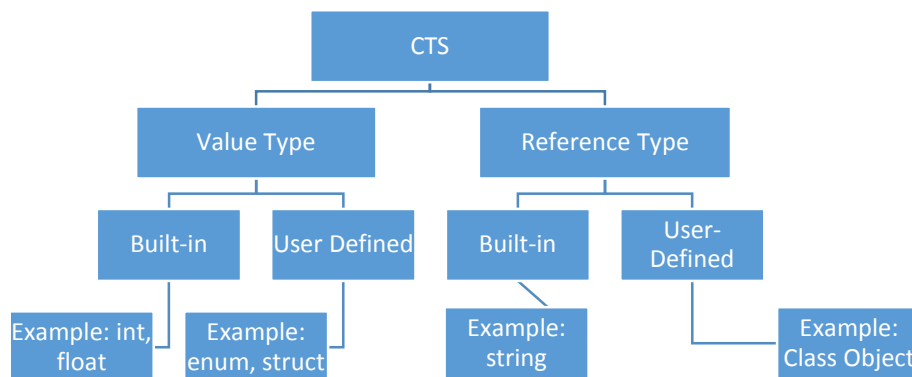 CTS
Value Type
Reference Type
Built-in
User Defined
Built-in
User-
Defined
Example: int,
float
Example:
enum, struct
Example:
string
Example:
Class Object